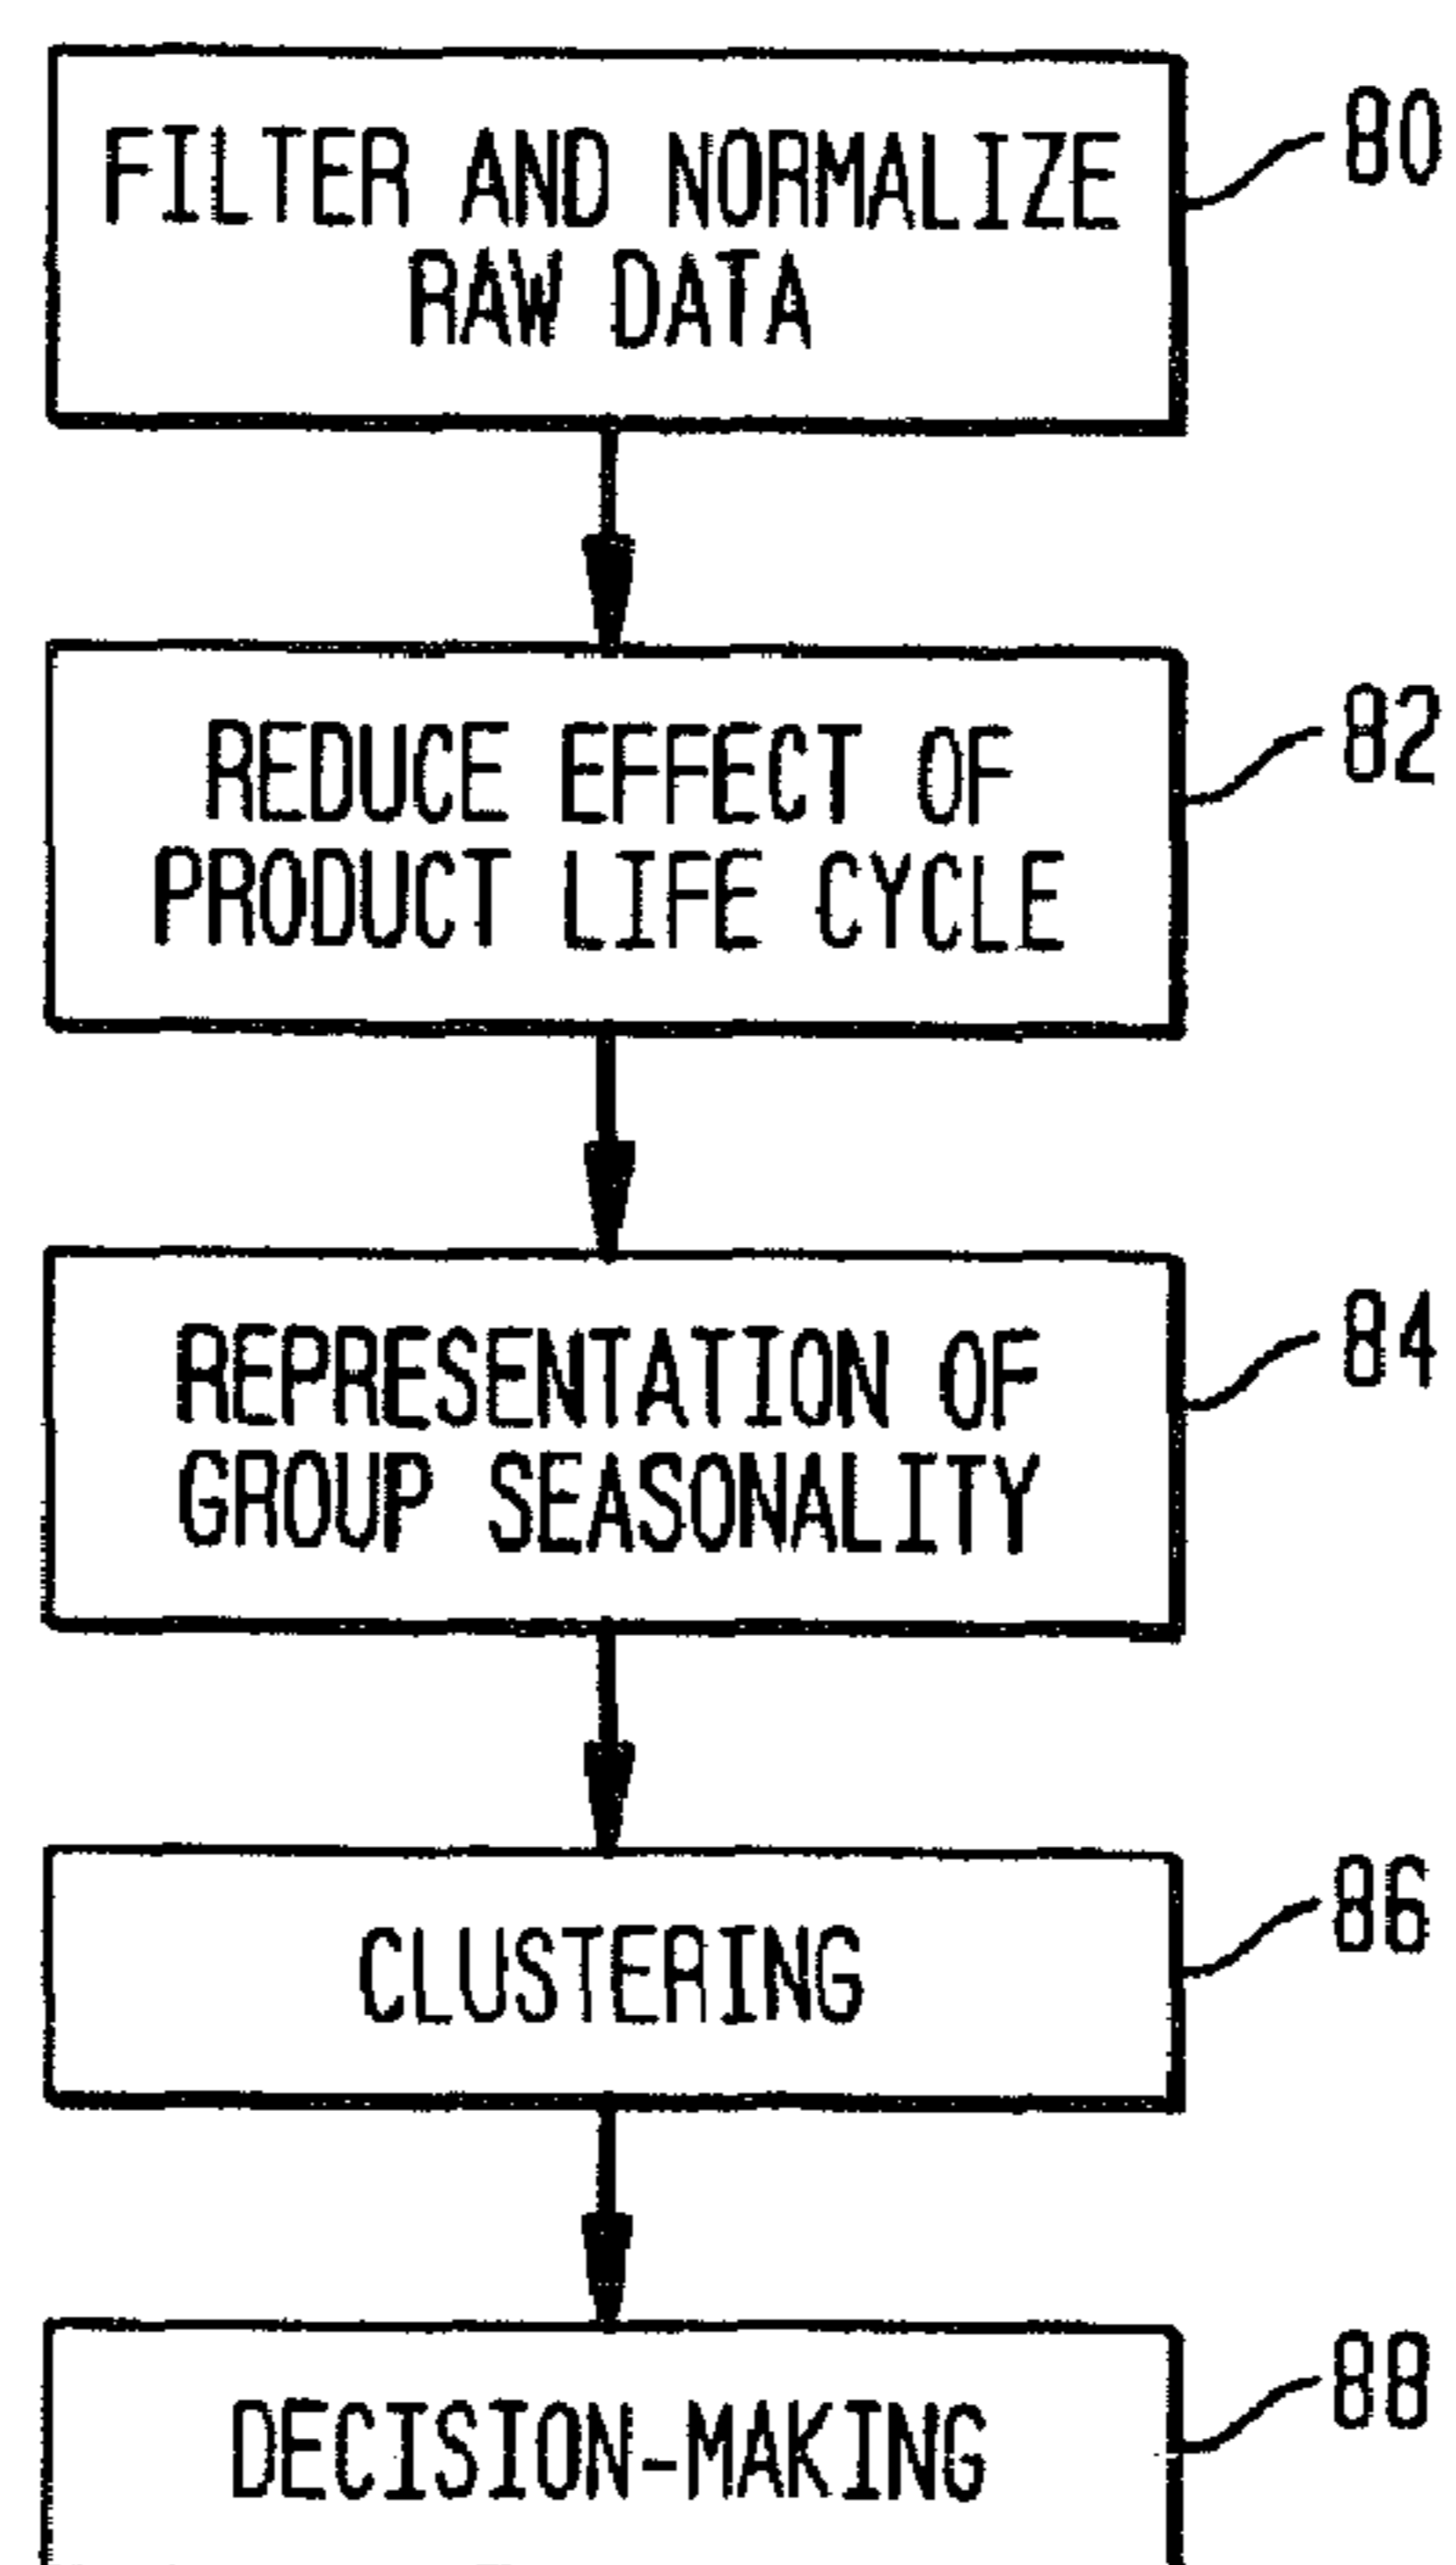 FILTER AND NORMALIZE
RAW DATA
80
REDUCE EFFECT OF
PRODUCT LIFE CYCLE
82
REPRESENTATION OF
GROUP SEASONALITY
84
CLUSTERING
86
DECISION-MAKING
88